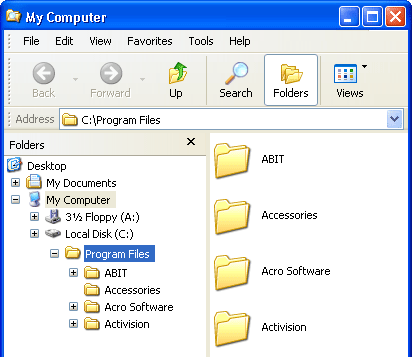 My Computer
File Edit View Favorites Tools Help
Back Forward Up Search Folders Views
Address C:\Program Files
Folders
Desktop
My Documents
My Computer
3½ Floppy (A:)
Local Disk (C:)
Program Files
ABIT
Accessories
Acro Software
Activision
ABIT
Accessories
Acro Software
Activision